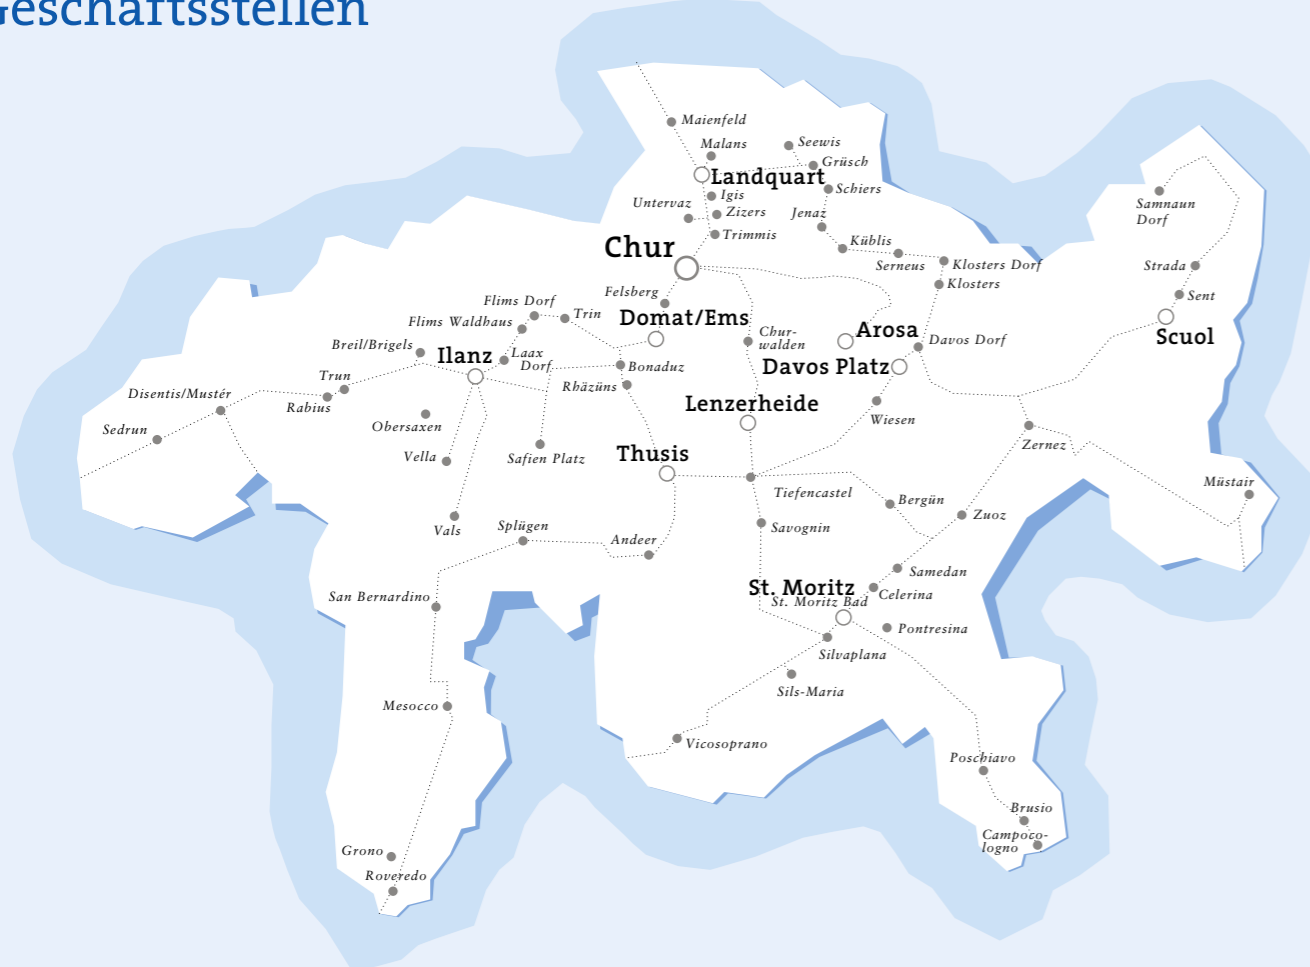 Geschäftsstellen
Maienfeld
Malans
Seewis
Grüsch
Landquart
Schiers
Samnaun
Dorf
Igis
Untervaz
Zizers
Jenaz
Trimmis
Chur
Küblis
Serneus
Klosters Dorf
Strada
Klosters
Sent
Felsberg
Flims Dorf
Trin
Domat/Ems
Flims Waldhaus
Arosa
Scuol
Chur-
walden
Davos Dorf
Breil/Brigels
Ilanz
Laax
Dorf
Bonaduz
Davos Platz
Trun
Rhäzüns
Disentis/Mustér
Rabius
Lenzerheide
Obersaxen
Wiesen
Sedrun
Vella
Safien Platz
Thusis
Zernez
Müstair
Tiefencastel
Bergün
Vals
Splügen
Savognin
Zuoz
Andeer
Samedan
San Bernardino
St. Moritz
St. Moritz Bad
Celerina
Pontresina
Silvaplana
Sils-Maria
Mesocco
Vicosoprano
Poschiavo
Brusio
Campoco-
logno
Grono
Roveredo